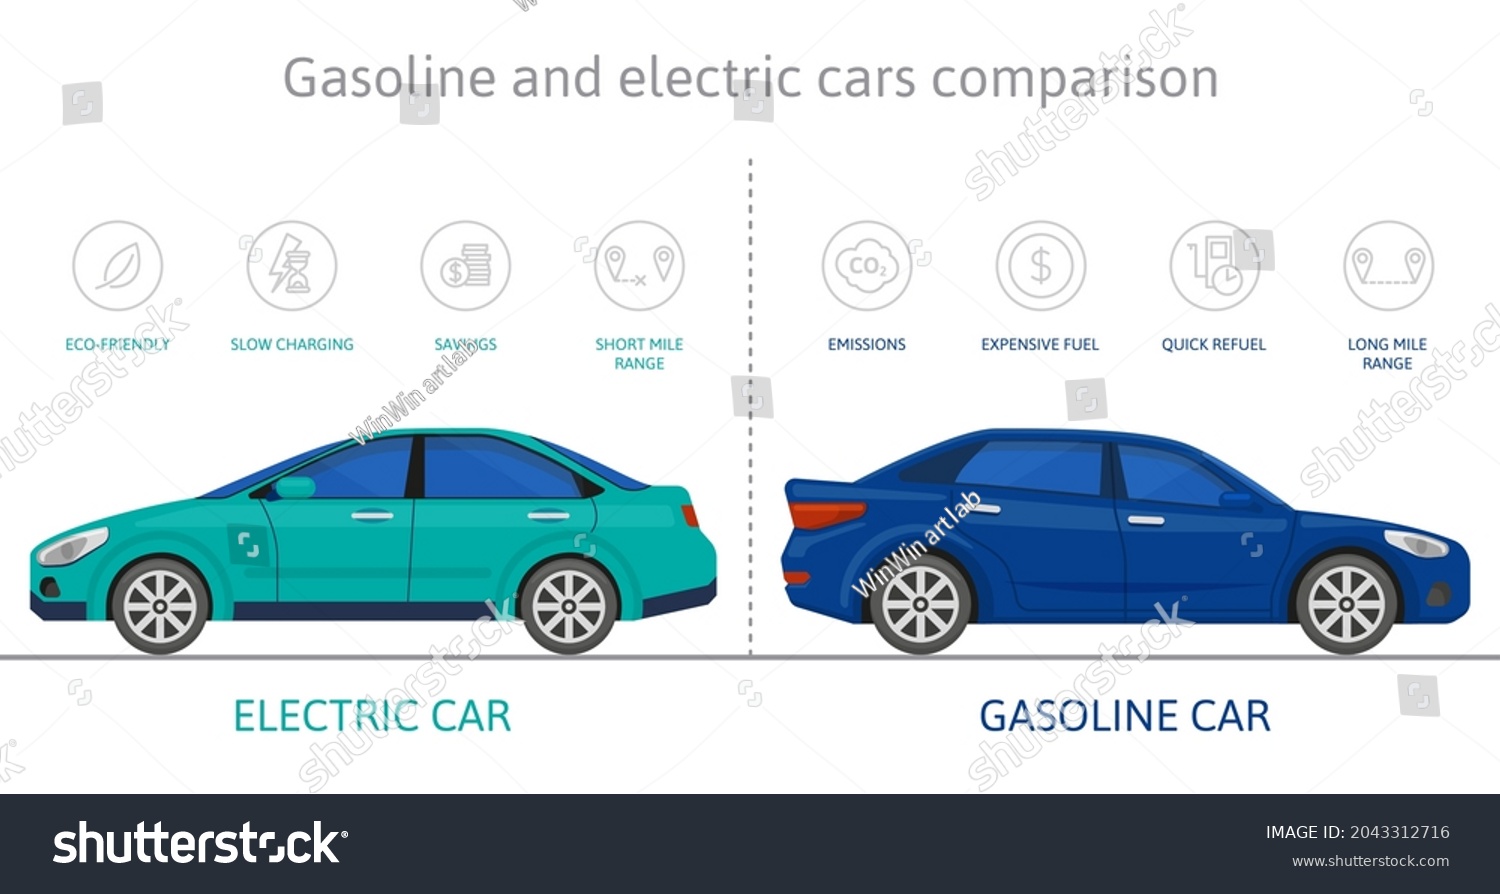 Gasoline and electric cars comparison
ECO-FRIENDLY
SLOW CHARGING
SAVINGS
SHORT MILE
RANGE
CO2
$
$
EMISSIONS
EXPENSIVE FUEL
QUICK REFUEL
LONG MILE
RANGE
ELECTRIC CAR
GASOLINE CAR
shutterstock
shutterstock
shutterstock
shutterstock
shutterstock
shutterstock
WinWin artlab
WinWin artlab
shutterstock
IMAGE ID: 2043312716
www.shutterstock.com